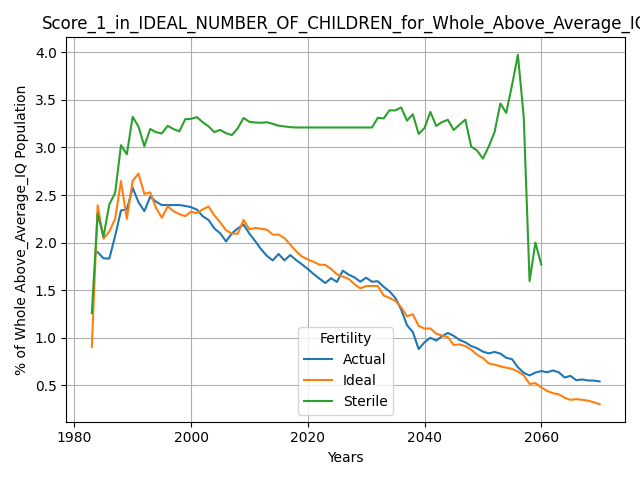 Score_1_in_IDEAL_NUMBER_OF_CHILDREN_for_Whole_Above_Average_IQ
% of Whole Above_Average_IQ Population
4.0
3.5
3.0
2.5
2.0
1.5
1.0
0.5
Fertility
Actual
Ideal
Sterile
1980
2000
2020
2040
2060
Years